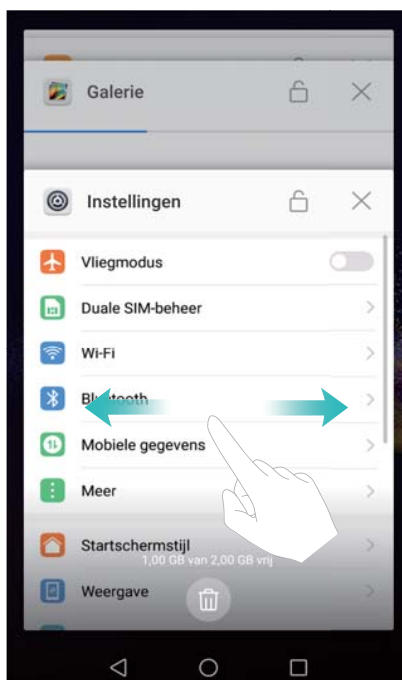 Galerie
Instellingen
Vliegmodus
Duale SIM-beheer
Wi-Fi
Bluetooth
Mobiele gegevens
Meer
Startschermstijl
1,00 GB van 2,00 GB vrij
Weergave